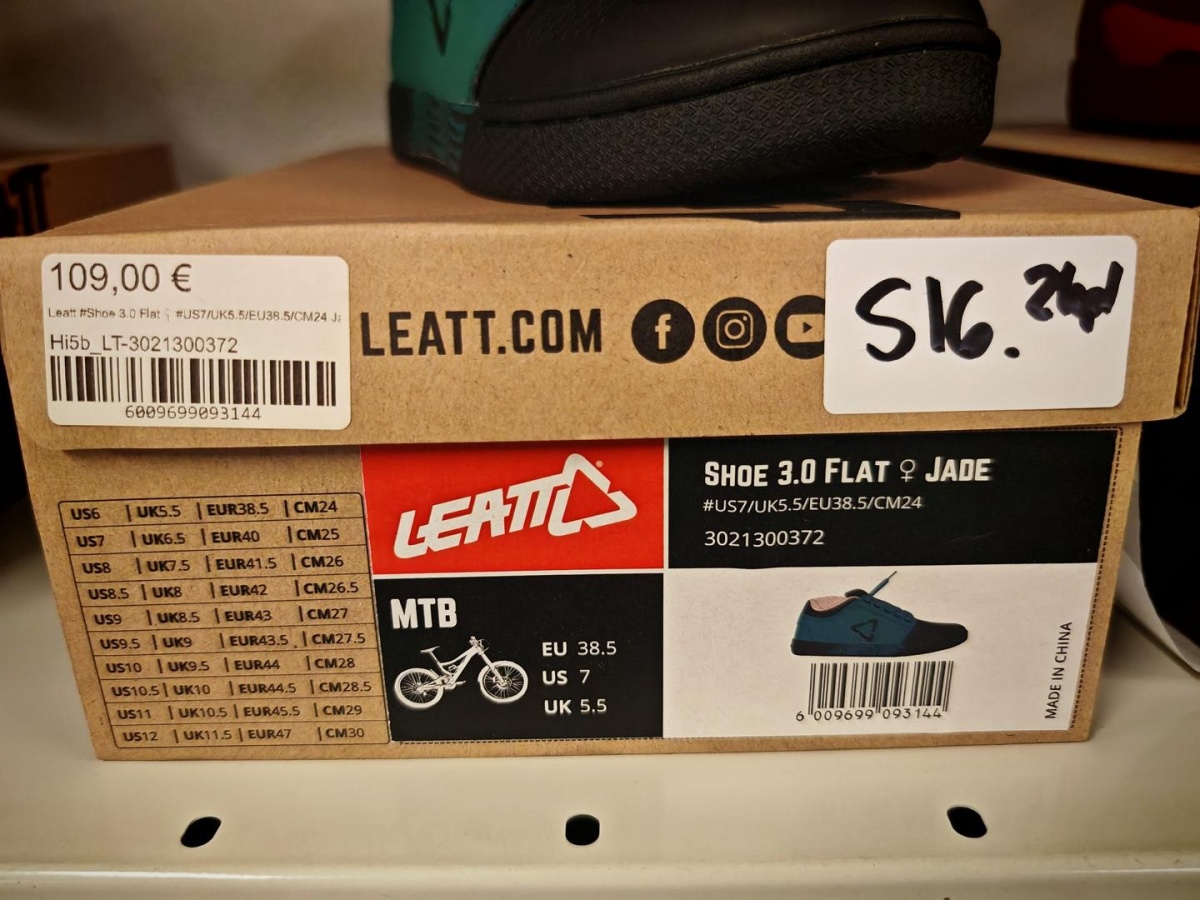 109,00 €
Leatt #Shoe 3.0 Flat ♀ #US7/UK5.5/EU38.5/CM24 Ja
Hi5b_LT-3021300372
6009699093144
LEATT.COM
S16.
US6 | UK5.5 | EUR38.5 | CM24
US7 | UK6.5 | EUR40 | CM25
US8 | UK7.5 | EUR41.5 | CM26
US8.5 | UK8 | EUR42 | CM26.5
US9 | UK8.5 | EUR43 | CM27
US9.5 | UK9 | EUR43.5 | CM27.5
US10 | UK9.5 | EUR44 | CM28
US10.5 | UK10 | EUR44.5 | CM28.5
US11 | UK10.5 | EUR45.5 | CM29
US12 | UK11.5 | EUR47 | CM30
LEATT
MTB
EU 38.5
US 7
UK 5.5
SHOE 3.0 FLAT ♀ JADE
#US7/UK5.5/EU38.5/CM24
3021300372
6 009699 093144
MADE IN CHINA